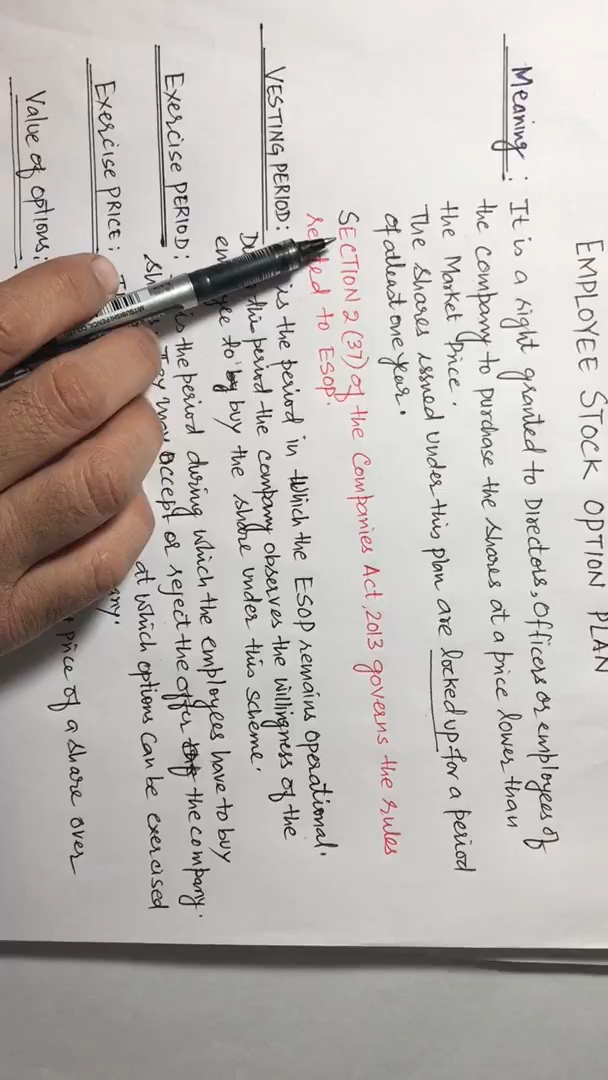 EMPLOYEE STOCK OPTION PLAN
Meaning: It is a right granted to Directors, officers or employees of
the company to purchase the shares at a price lower than
the Market Price.
The shares issued under this plan are locked up for a period
of atleast one year.
SECTION 2 (37) of the Companies Act, 2013 governs the rules
to ESOP.
VESTING PERIOD: is the period in which the ESOP remains operational.
the period the company observes the willingness of the
to buy the share under this scheme.
Exercise PERIOD: is the period during which the employees have to buy
They may accept or reject the offer of the company.
Exercise PRICE: at which options can be exercised
Value of options: price of a share over
MITSUBISHI PENCIL CO.